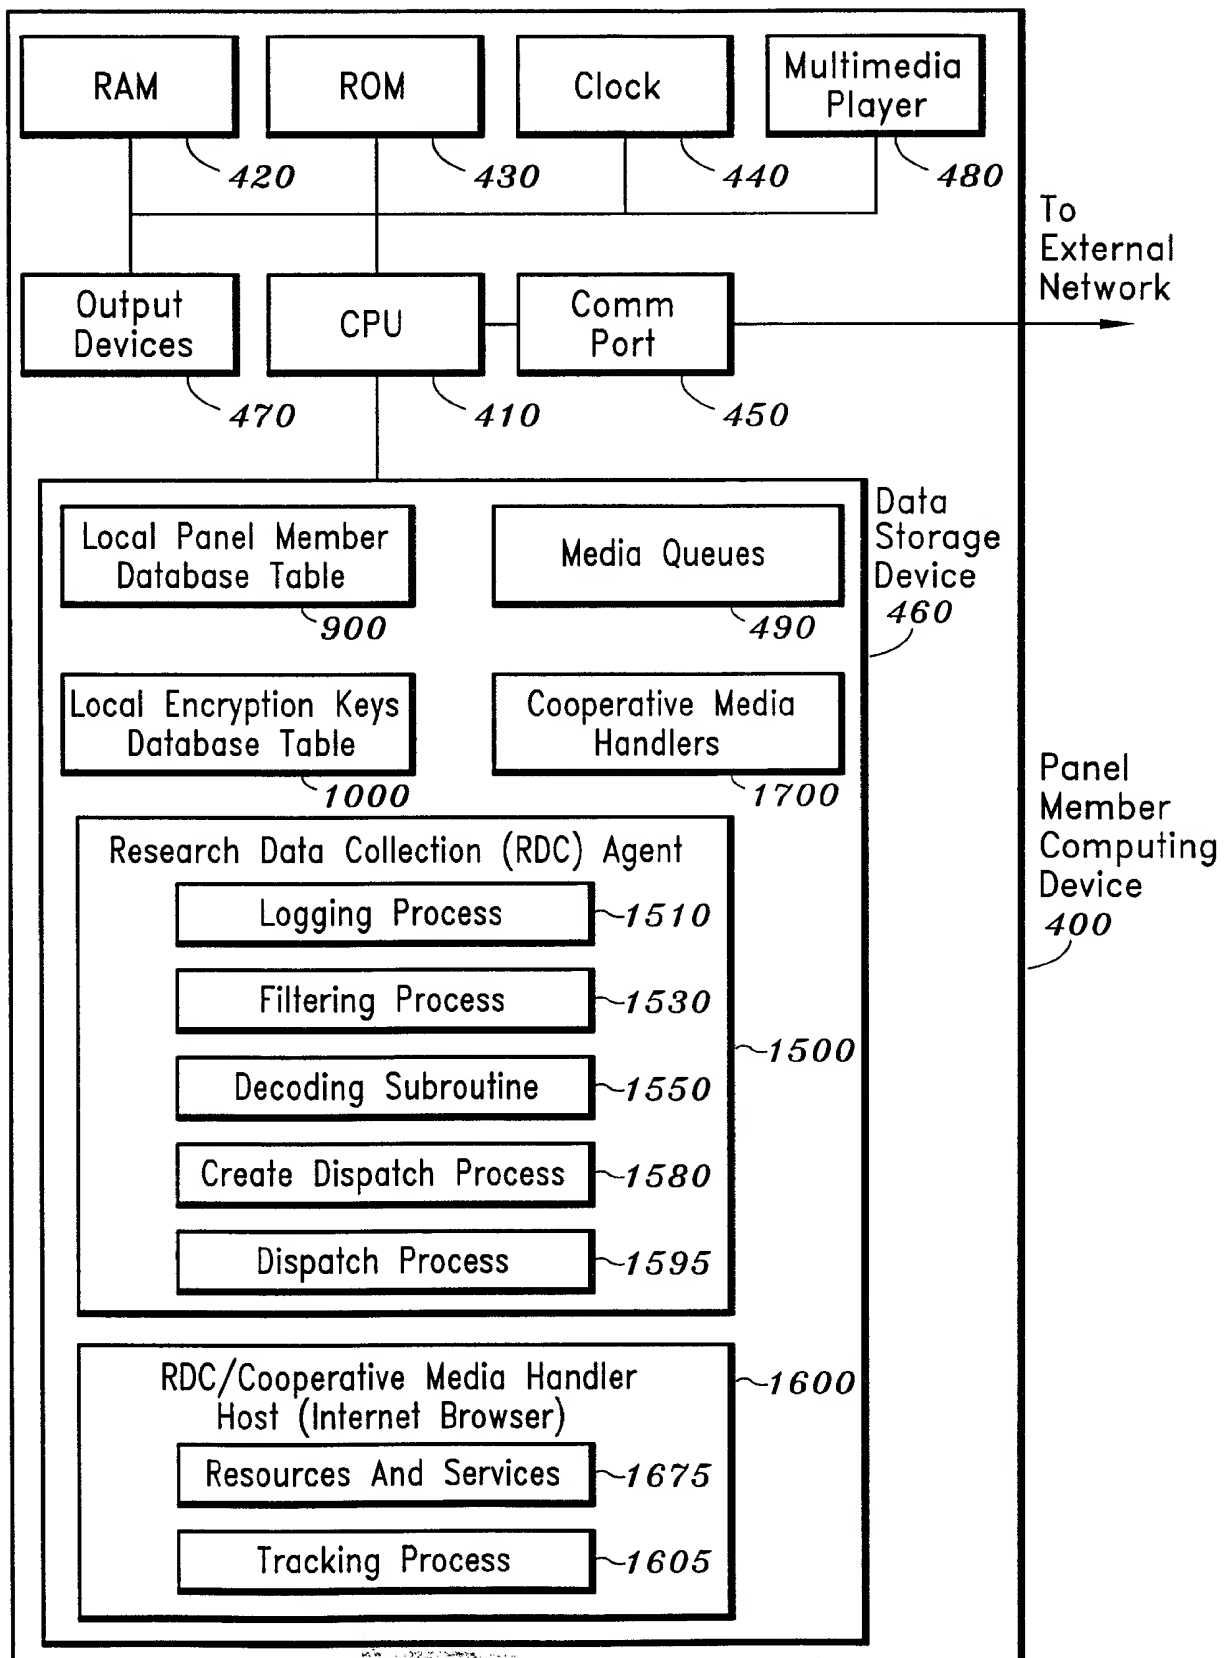 RAM
ROM
Clock
Multimedia
Player
420
430
440
480
To
External
Network
Output
Devices
CPU
Comm
Port
470
410
450
Data
Storage
Device
460
Local Panel Member
Database Table
900
Media Queues
490
Local Encryption Keys
Database Table
1000
Cooperative Media
Handlers
1700
Panel
Member
Computing
Device
400
Research Data Collection (RDC) Agent
Logging Process
1510
Filtering Process
1530
1500
Decoding Subroutine
1550
Create Dispatch Process
1580
Dispatch Process
1595
RDC/Cooperative Media Handler
Host (Internet Browser)
1600
Resources And Services
1675
Tracking Process
1605